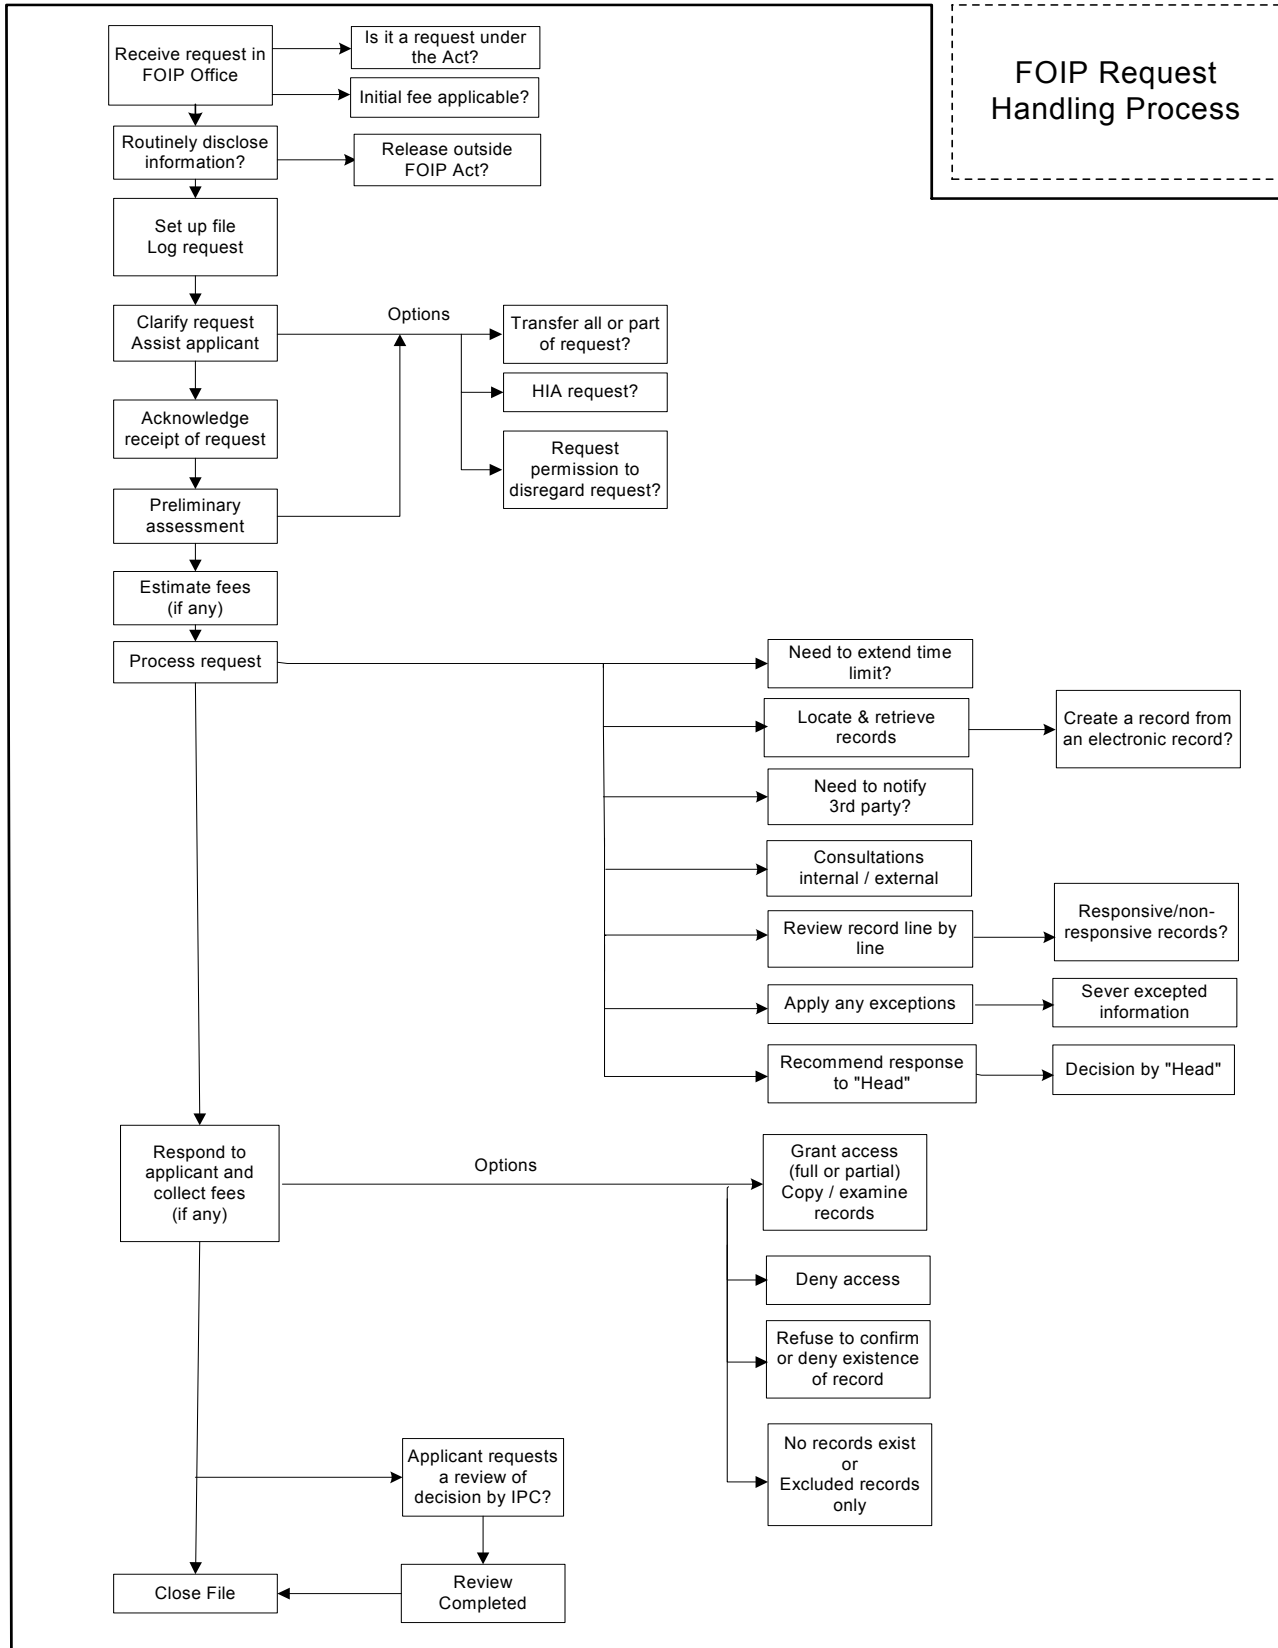 FOIP Request
Handling Process
Receive request in
FOIP Office
Is it a request under
the Act?
Initial fee applicable?
Routinely disclose
information?
Release outside
FOIP Act?
Set up file
Log request
Clarify request
Assist applicant
Options
Transfer all or part
of request?
HIA request?
Request
permission to
disregard request?
Acknowledge
receipt of request
Preliminary
assessment
Estimate fees
(if any)
Process request
Need to extend time
limit?
Locate & retrieve
records
Create a record from
an electronic record?
Need to notify
3rd party?
Consultations
internal / external
Review record line by
line
Responsive/non-
responsive records?
Apply any exceptions
Sever excepted
information
Recommend response
to "Head"
Decision by "Head"
Respond to
applicant and
collect fees
(if any)
Options
Grant access
(full or partial)
Copy / examine
records
Deny access
Refuse to confirm
or deny existence
of record
No records exist
or
Excluded records
only
Applicant requests
a review of
decision by IPC?
Review
Completed
Close File